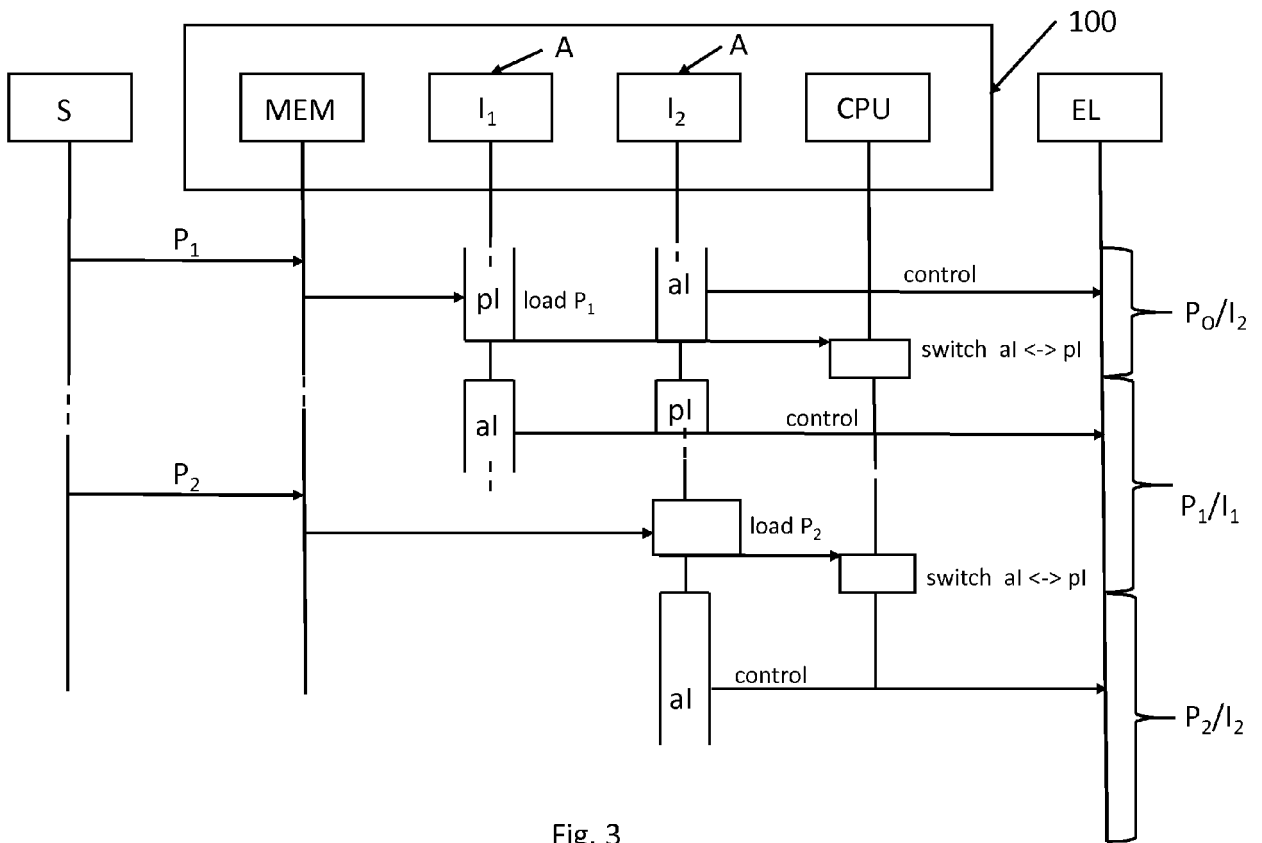 100
A A
S MEM I₁ I₂ CPU EL
P₁
control
pI load P₁ aI
P₀/I₂
switch aI <-> pI
aI pI control
P₂
P₁/I₁
load P₂
switch aI <-> pI
control
aI
P₂/I₂
Fig. 3